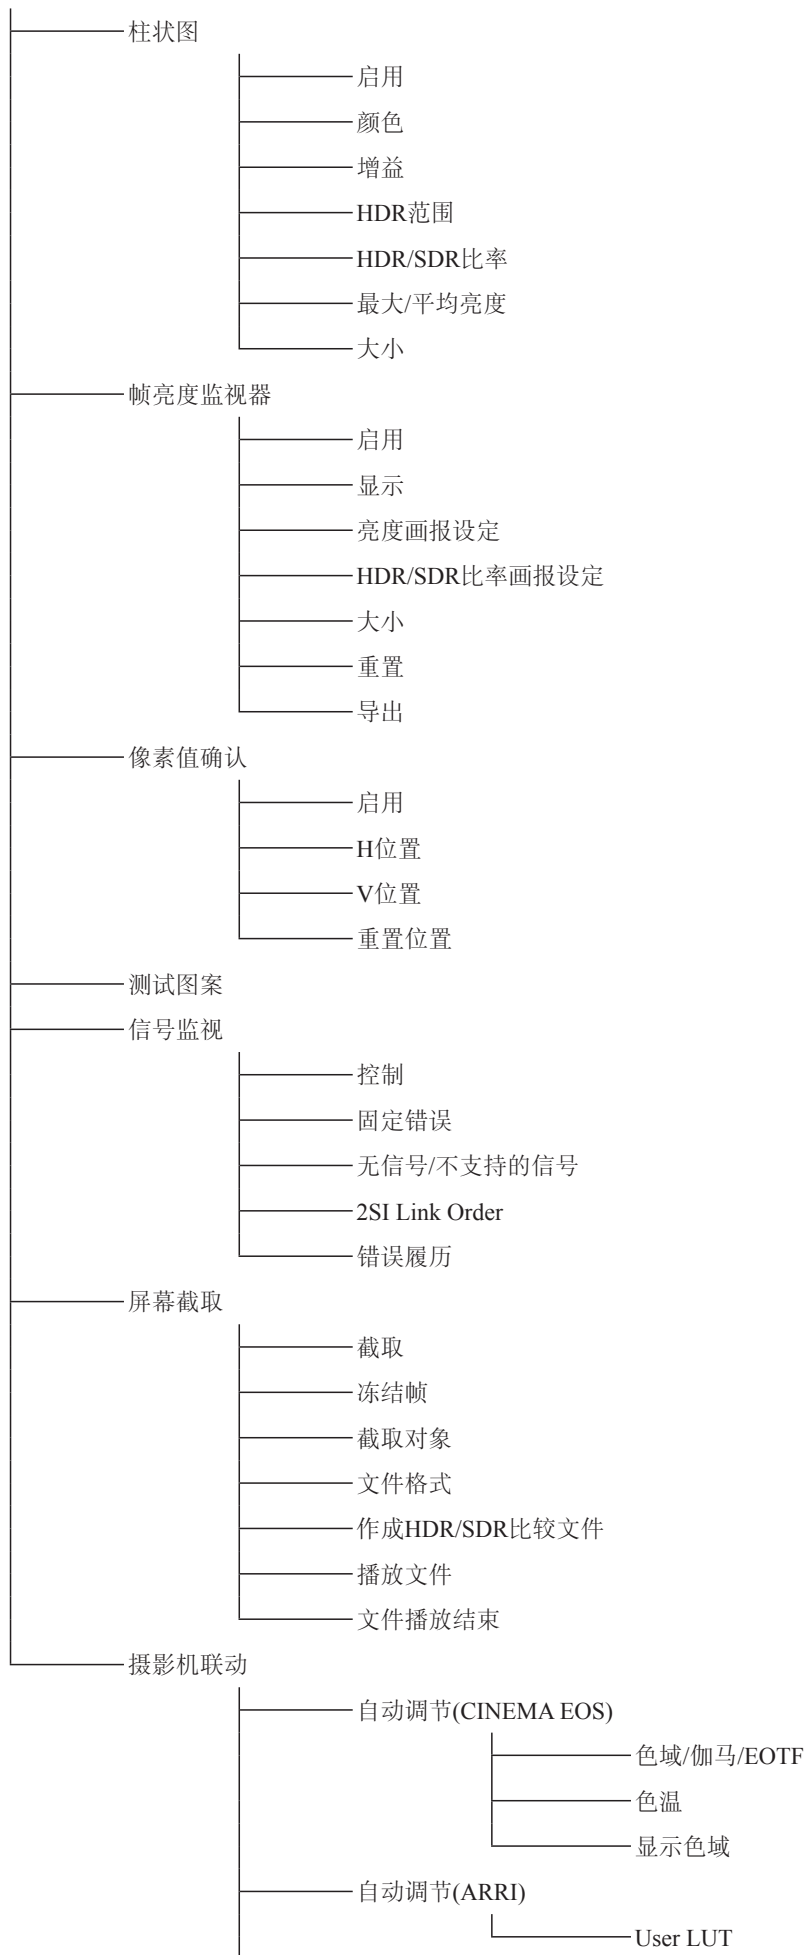 柱状图
启用
颜色
增益
HDR范围
HDR/SDR比率
最大/平均亮度
大小
帧亮度监视器
启用
显示
亮度画报设定
HDR/SDR比率画报设定
大小
重置
导出
像素值确认
启用
H位置
V位置
重置位置
测试图案
信号监视
控制
固定错误
无信号/不支持的信号
2SI Link Order
错误履历
屏幕截取
截取
冻结帧
截取对象
文件格式
作成HDR/SDR比较文件
播放文件
文件播放结束
摄影机联动
自动调节(CINEMA EOS)
色域/伽马/EOTF
色温
显示色域
自动调节(ARRI)
User LUT